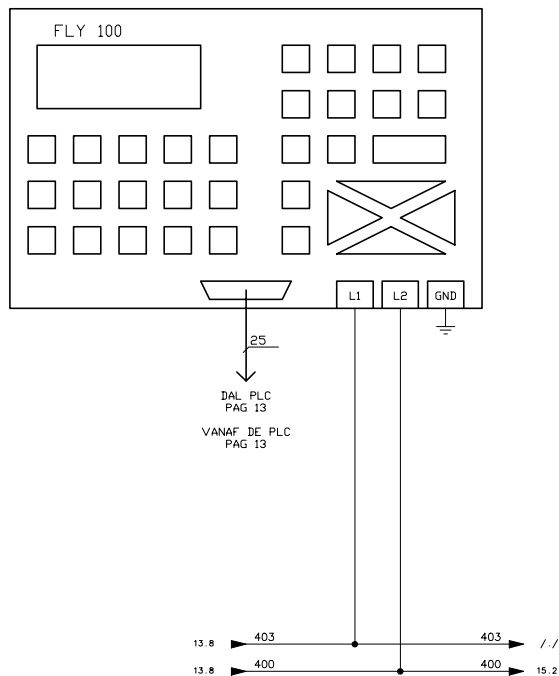 FLY 100
L1 L2 GND
25
DAL PLC
PAG 13
VANAF DE PLC
PAG 13
13.8 403 403 /./
13.8 400 400 15.2